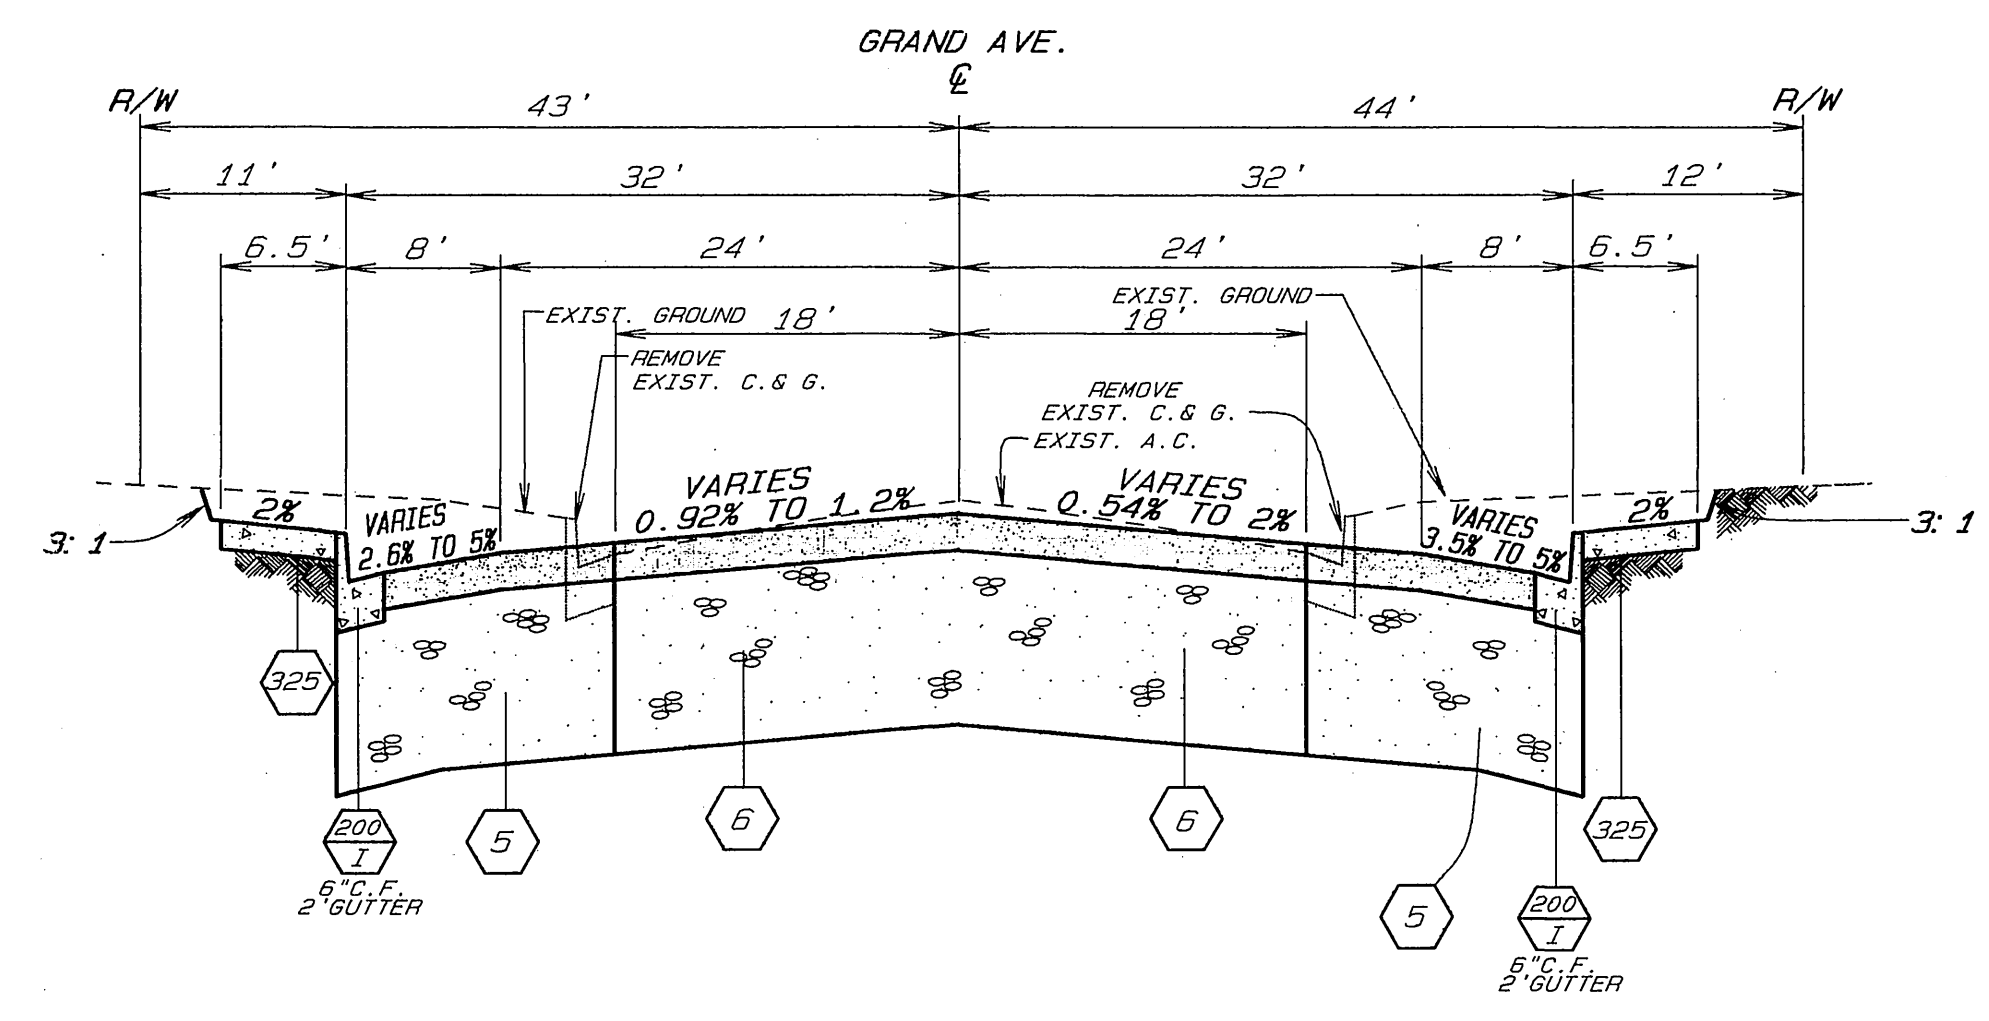 GRAND AVE.
℄
R/W
43'
44'
R/W
11'
32'
32'
12'
6.5'
8'
24'
24'
8'
6.5'
EXIST. GROUND
18'
EXIST. GROUND
18'
REMOVE
EXIST. C.& G.
REMOVE
EXIST. C.& G.
EXIST. A.C.
2%
VARIES
2.6% TO 5%
VARIES
0.92% TO 1.2%
VARIES
0.54% TO 2%
VARIES
3.5% TO 5%
2%
3:1
3:1
325
200
I
6"C.F.
2'GUTTER
5
6
6
5
325
200
I
6"C.F.
2'GUTTER